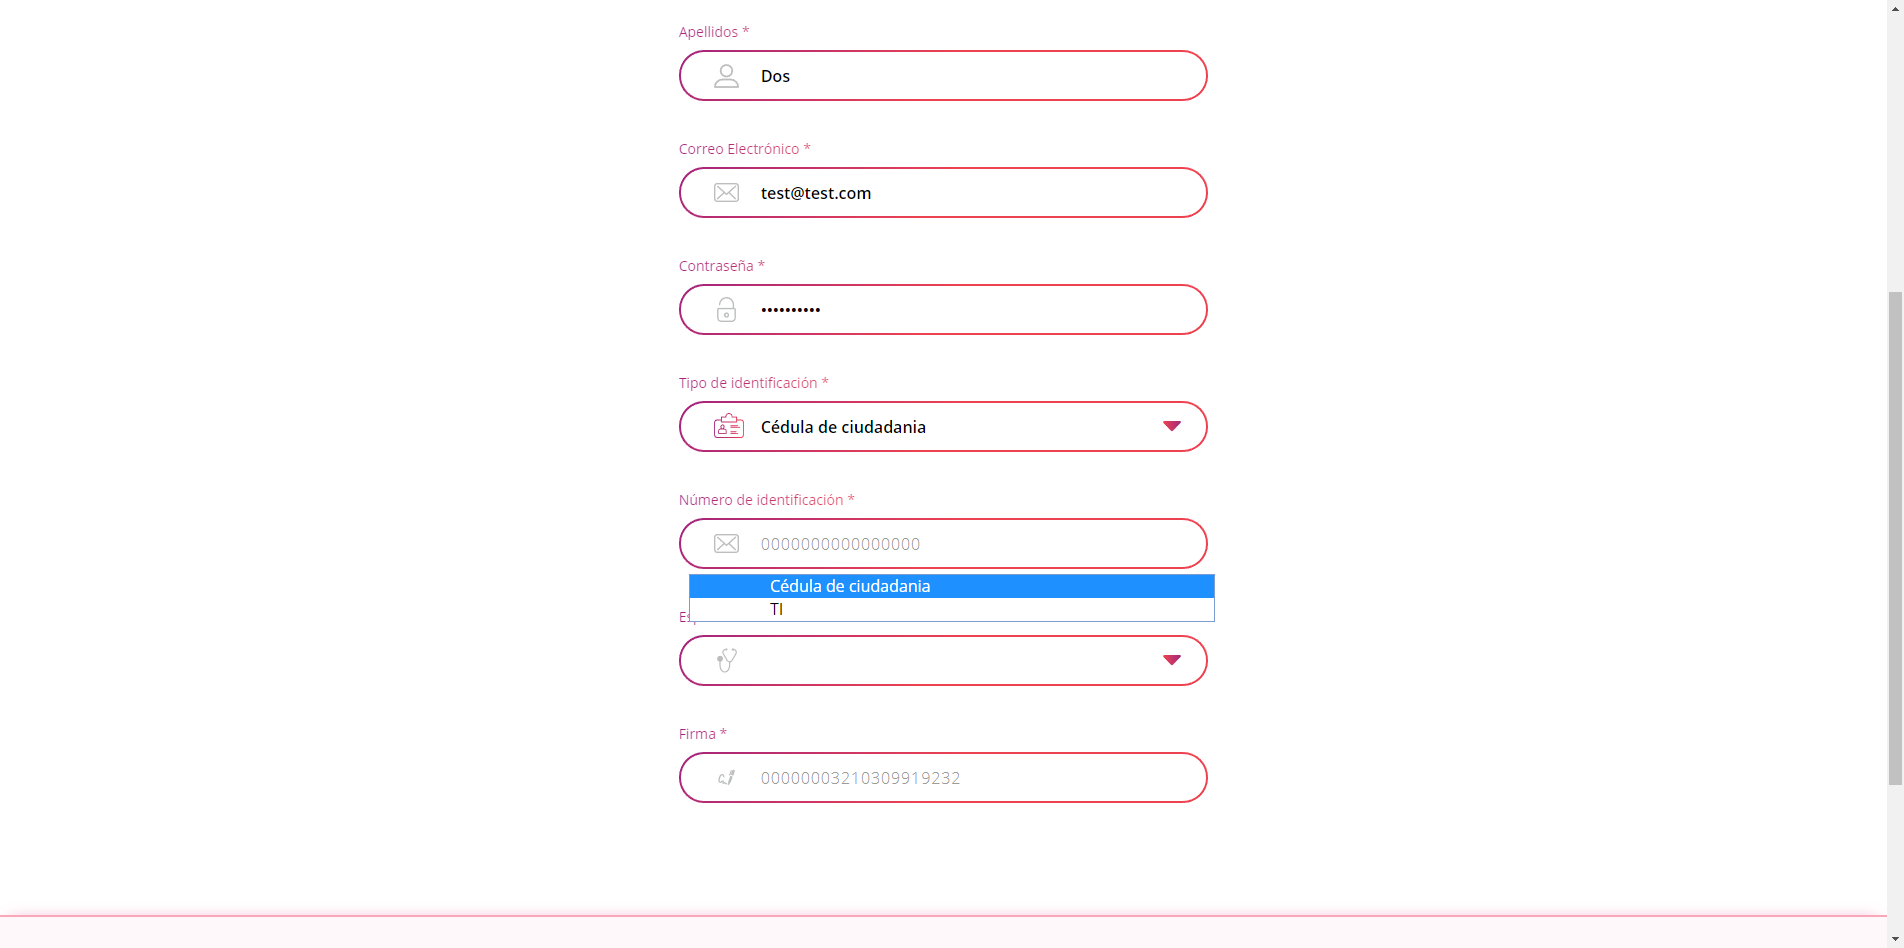 Apellidos *
Dos
Correo Electrónico *
test@test.com
Contraseña *
••••••••••
Tipo de identificación *
Cédula de ciudadania
Número de identificación *
0000000000000000
Cédula de ciudadania
TI
Firma *
00000003210309919232